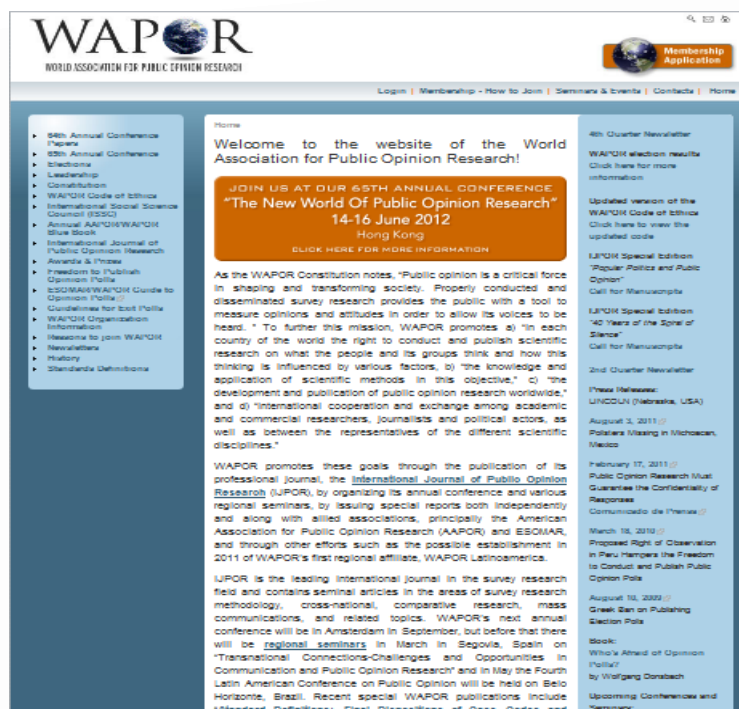 WAPOR
WORLD ASSOCIATION FOR PUBLIC OPINION RESEARCH
Membership
Application
Login | Membership - How to Join | Seminars & Events | Contacts | Home
64th Annual Conference
Papers
65th Annual Conference
Elections
Leadership
Constitution
WAPOR Code of Ethics
International Social Science
Council (ISSC)
Annual AAPOR/WAPOR
Blue Book
International Journal of
Public Opinion Research
Awards & Prizes
Freedom to Publish
Opinion Polls
ESOMAR/WAPOR Guide to
Opinion Polls
Guidelines for Exit Polls
WAPOR Organization
Information
Reasons to join WAPOR
Newsletters
History
Standards Definitions
Home
Welcome to the website of the World
Association for Public Opinion Research!
JOIN US AT OUR 65TH ANNUAL CONFERENCE
"The New World Of Public Opinion Research"
14-16 June 2012
Hong Kong
CLICK HERE FOR MORE INFORMATION
As the WAPOR Constitution notes, "Public opinion is a critical force
in shaping and transforming society. Properly conducted and
disseminated survey research provides the public with a tool to
measure opinions and attitudes in order to allow its voices to be
heard. " To further this mission, WAPOR promotes a) "in each
country of the world the right to conduct and publish scientific
research on what the people and its groups think and how this
thinking is influenced by various factors, b) "the knowledge and
application of scientific methods in this objective," c) "the
development and publication of public opinion research worldwide,"
and d) "international cooperation and exchange among academic
and commercial researchers, journalists and political actors, as
well as between the representatives of the different scientific
disciplines."
WAPOR promotes these goals through the publication of its
professional journal, the International Journal of Public Opinion
Research (IJPOR), by organizing its annual conference and various
regional seminars, by issuing special reports both independently
and along with allied associations, principally the American
Association for Public Opinion Research (AAPOR) and ESOMAR,
and through other efforts such as the possible establishment in
2011 of WAPOR's first regional affiliate, WAPOR Latinoamerica.
IJPOR is the leading international journal in the survey research
field and contains seminal articles in the areas of survey research
methodology, cross-national, comparative research, mass
communications, and related topics. WAPOR's next annual
conference will be in Amsterdam in September, but before that there
will be regional seminars in March in Segovia, Spain on
"Transnational Connections-Challenges and Opportunities in
Communication and Public Opinion Research" and in May the Fourth
Latin American Conference on Public Opinion will be held on Belo
Horizonte, Brazil. Recent special WAPOR publications include
4th Quarter Newsletter
WAPOR election results
Click here for more
information
Updated version of the
WAPOR Code of Ethics
Click here to view the
updated code
IJPOR Special Edition
"Popular Politics and Public
Opinion"
Call for Manuscripts
IJPOR Special Edition
"40 Years of the Spiral of
Silence"
Call for Manuscripts
2nd Quarter Newsletter
Press Releases:
LINCOLN (Nebraska, USA)
August 3, 2011
Pollsters Missing in Michoacan,
Mexico
February 17, 2011
Public Opinion Research Must
Guarantee the Confidentiality of
Responses
Comunicado de Prensa
March 18, 2010
Proposed Right of Observation
in Peru Hampers the Freedom
to Conduct and Publish Public
Opinion Polls
August 10, 2009
Greek Ban on Publishing
Election Polls
Book:
Who's Afraid of Opinion
Polls?
by Wolfgang Donsbach
Upcoming Conferences and
Seminars: